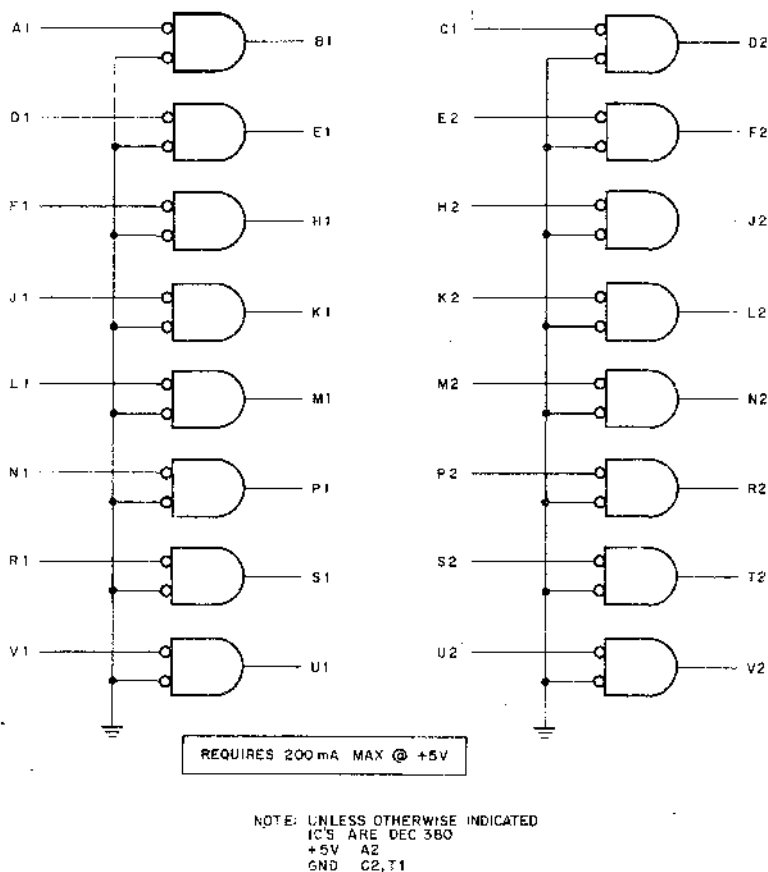 A1 B1 C1 D2
D1 E1 E2 F2
F1 H1 H2 J2
J1 K1 K2 L2
L1 M1 M2 N2
N1 P1 P2 R2
R1 S1 S2 T2
V1 U1 U2 V2
REQUIRES 200 mA MAX @ +5V
NOTE: UNLESS OTHERWISE INDICATED
IC'S ARE DEC 380
+5V A2
GND C2,T1